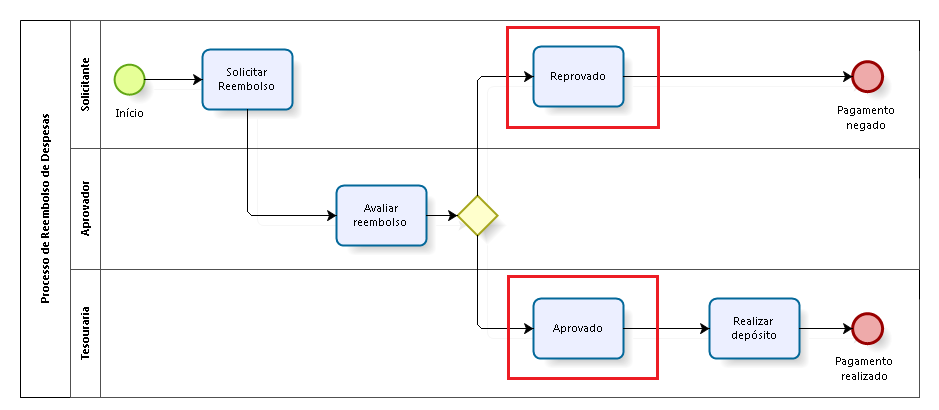 Processo de Reembolso de Despesas
Solicitante
Início
Solicitar
Reembolso
Reprovado
Pagamento
negado
Aprovador
Avaliar
reembolso
Tesouraria
Aprovado
Realizar
depósito
Pagamento
realizado